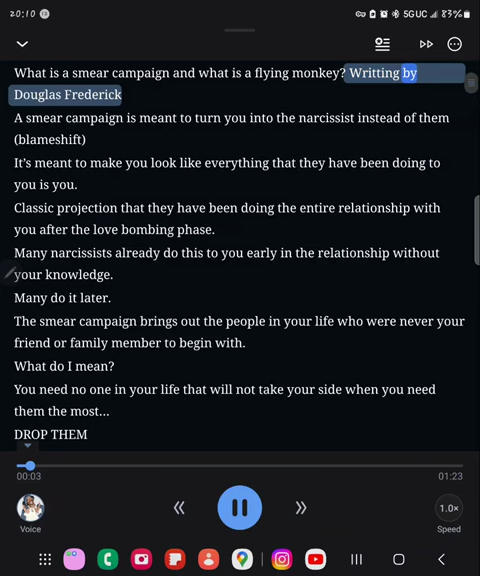 20:10
5GUC 83%
What is a smear campaign and what is a flying monkey? Writting by
Douglas Frederick
A smear campaign is meant to turn you into the narcissist instead of them
(blameshift)
It's meant to make you look like everything that they have been doing to
you is you.
Classic projection that they have been doing the entire relationship with
you after the love bombing phase.
Many narcissists already do this to you early in the relationship without
your knowledge.
Many do it later.
The smear campaign brings out the people in your life who were never your
friend or family member to begin with.
What do I mean?
You need no one in your life that will not take your side when you need
them the most...
DROP THEM
00:03
01:23
1.0×
Voice
Speed